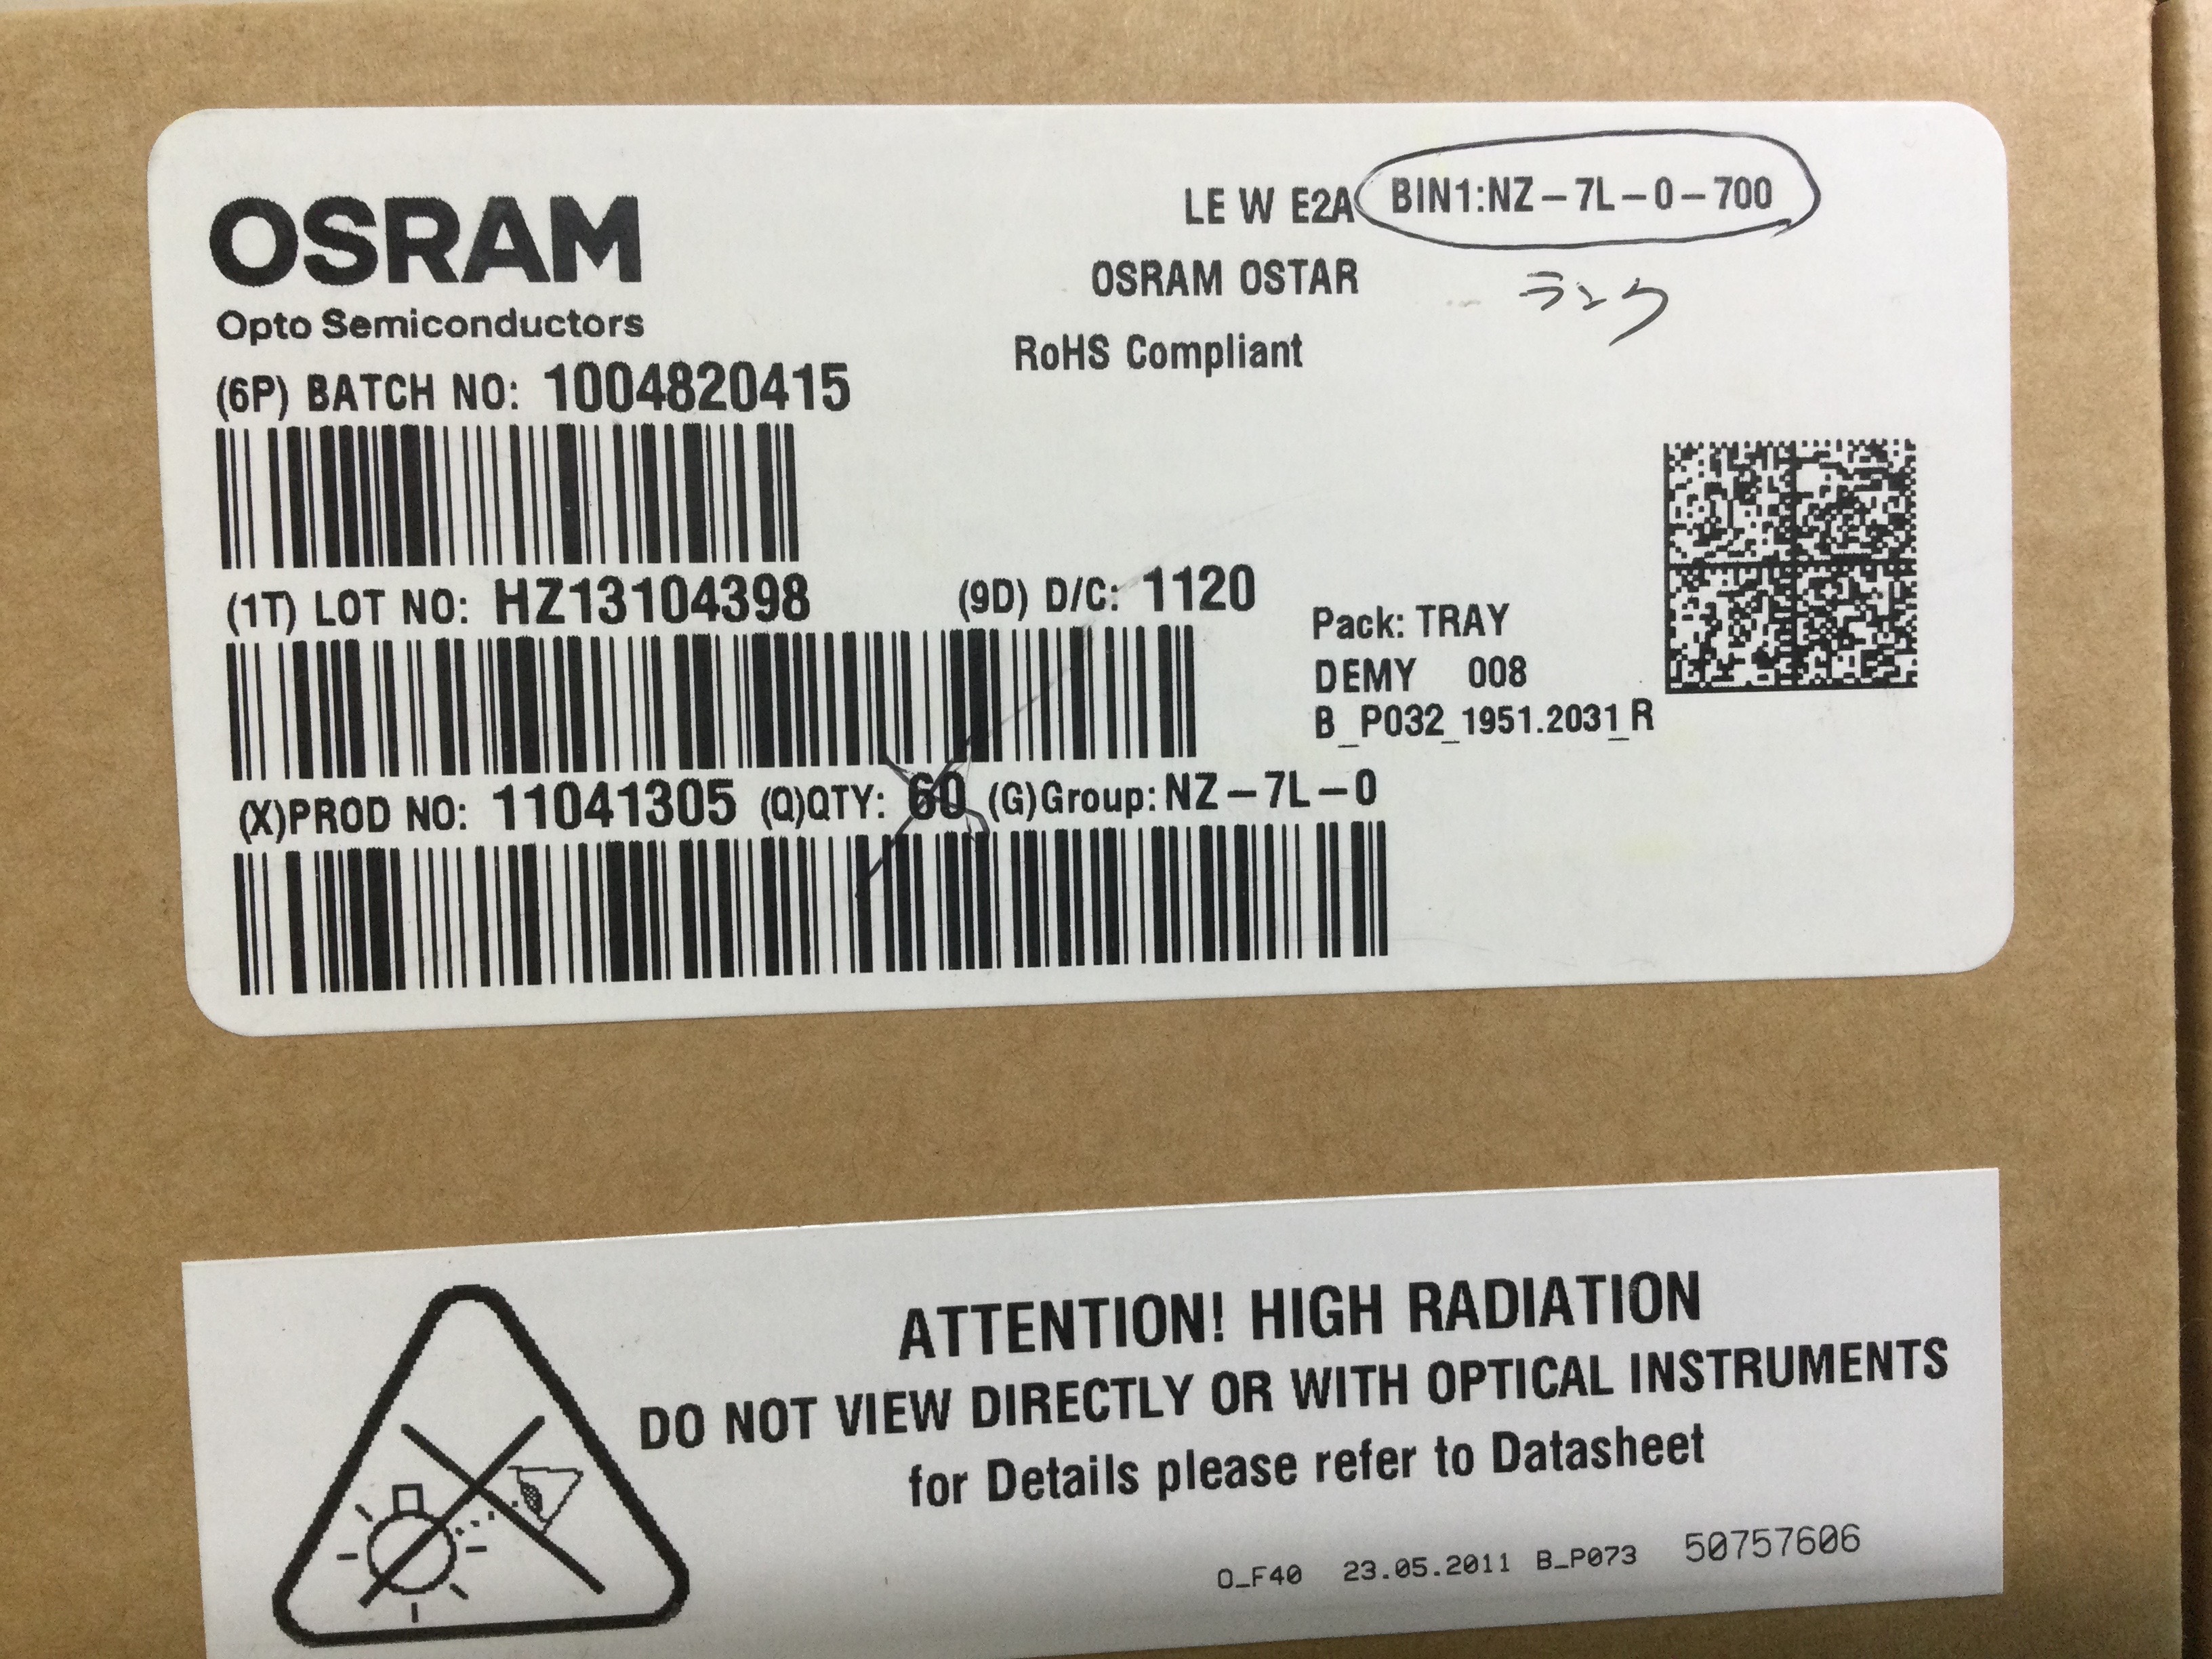 OSRAM
Opto Semiconductors
LE W E2A BIN1:NZ-7L-0-700
OSRAM OSTAR
ランク
RoHS Compliant
(6P) BATCH NO: 1004820415
(1T) LOT NO: HZ13104398 (9D) D/C: 1120
Pack: TRAY
DEMY 008
B_P032_1951.2031_R
(X)PROD NO: 11041305 (Q)QTY: 60 (G)Group: NZ-7L-0
ATTENTION! HIGH RADIATION
DO NOT VIEW DIRECTLY OR WITH OPTICAL INSTRUMENTS
for Details please refer to Datasheet
O_F40 23.05.2011 B_P073 50757606